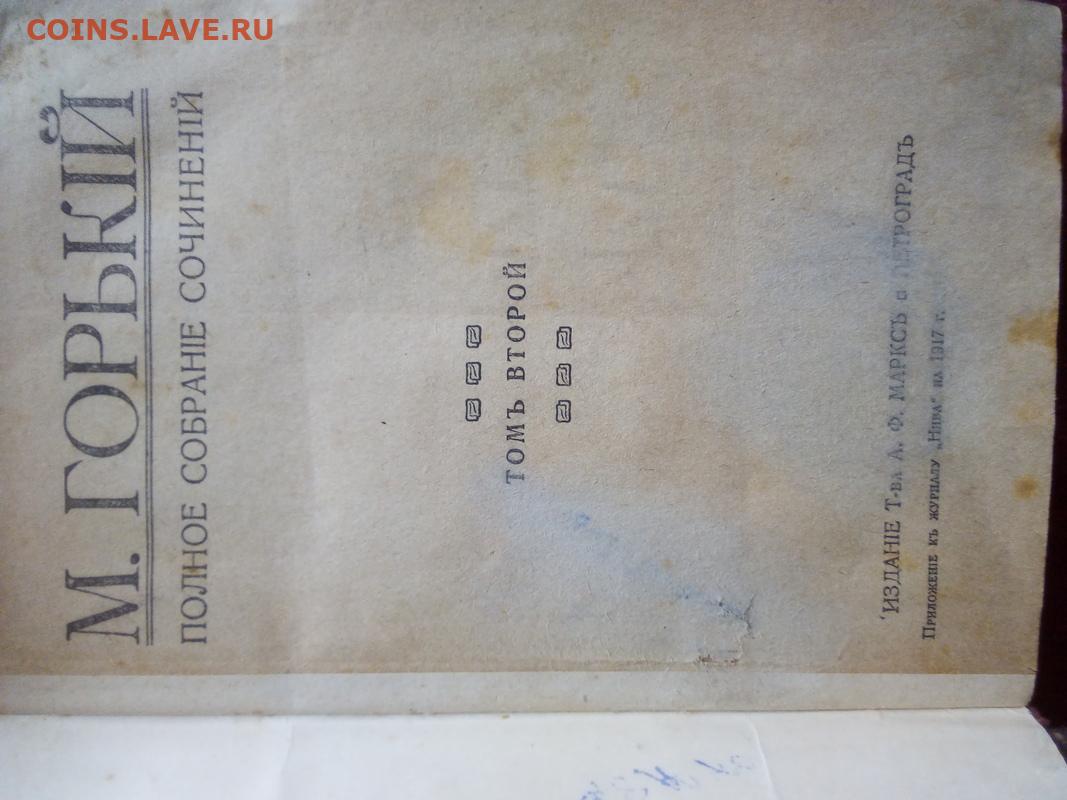 COINS.LAVE.RU
М. ГОРЬКІЙ
ПОЛНОЕ СОБРАНІЕ СОЧИНЕНІЙ
ТОМЪ ВТОРОЙ
ИЗДАНІЕ Т-ВА А. Ф. МАРКСЪ □ ПЕТРОГРАДЪ
ПРИЛОЖЕНІЕ КЪ ЖУРНАЛУ „НИВА“ НА 1917 г.